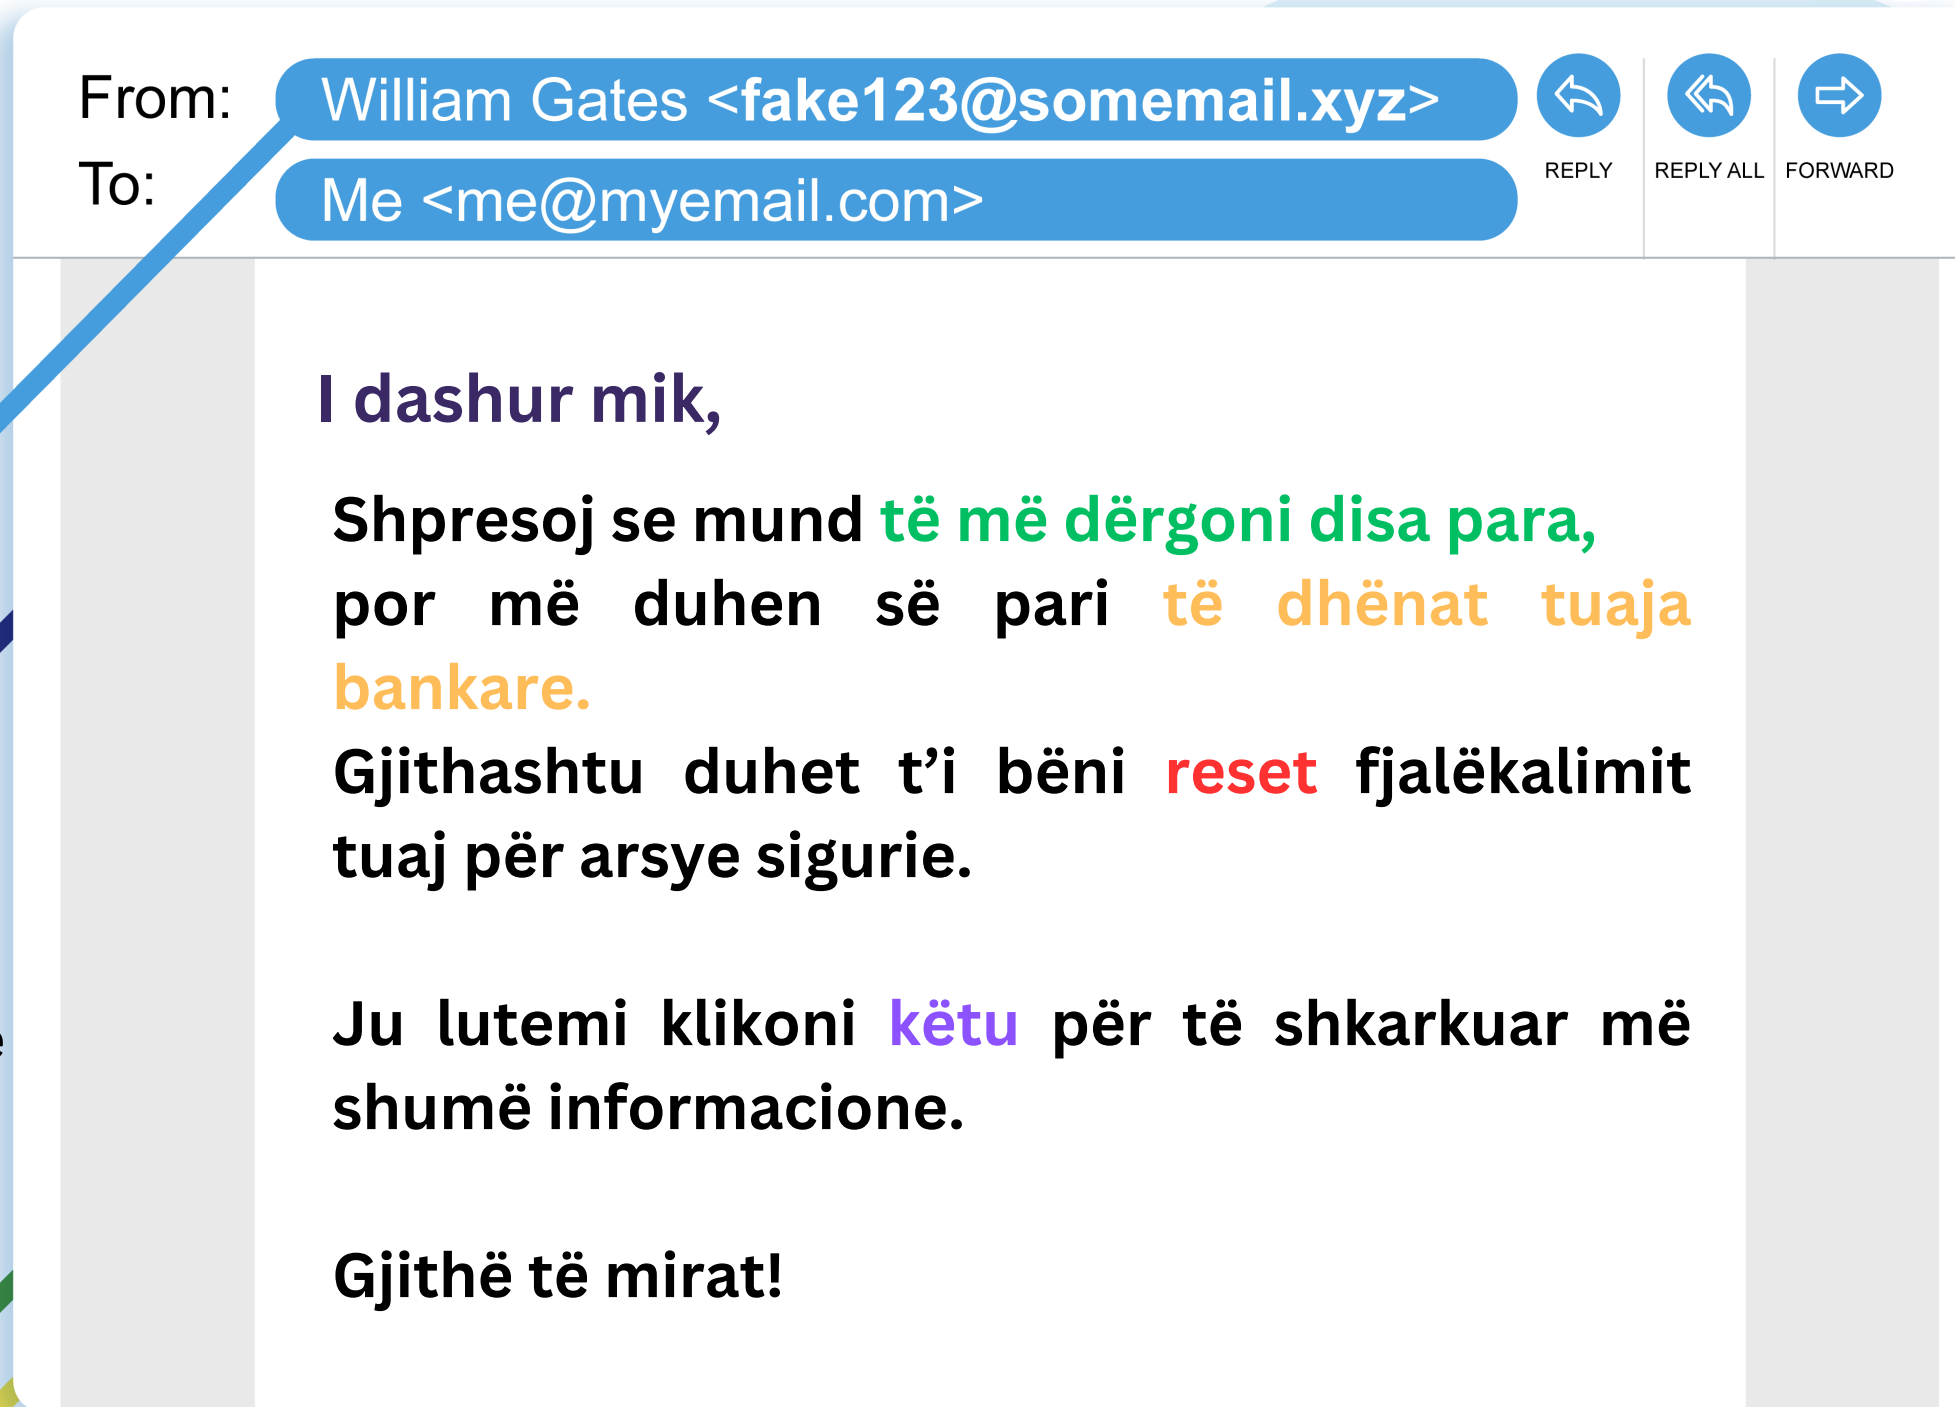 From: William Gates <fake123@somemail.xyz>
To: Me <me@myemail.com>
REPLY
REPLY ALL
FORWARD
I dashur mik,
Shpresoj se mund të më dërgoni disa para,
por më duhen së pari të dhënat tuaja
bankare.
Gjithashtu duhet t’i bëni reset fjalëkalimit
tuaj për arsye sigurie.
Ju lutemi klikoni këtu për të shkarkuar më
shumë informacione.
Gjithë të mirat!